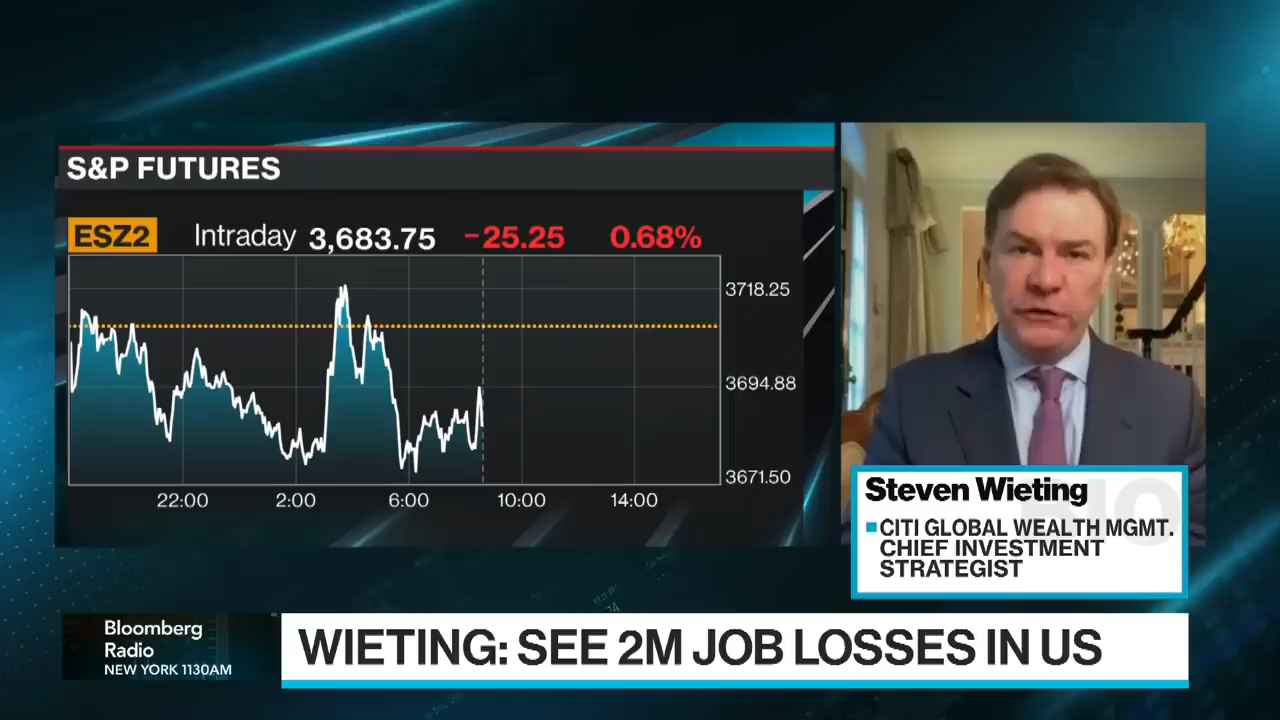 S&P FUTURES
ESZ2 Intraday 3,683.75 −25.25 0.68%
3718.25
3694.88
3671.50
22:00 2:00 6:00 10:00 14:00
Steven Wieting
CITI GLOBAL WEALTH MGMT.
CHIEF INVESTMENT
STRATEGIST
Bloomberg
Radio
NEW YORK 1130AM
WIETING: SEE 2M JOB LOSSES IN US